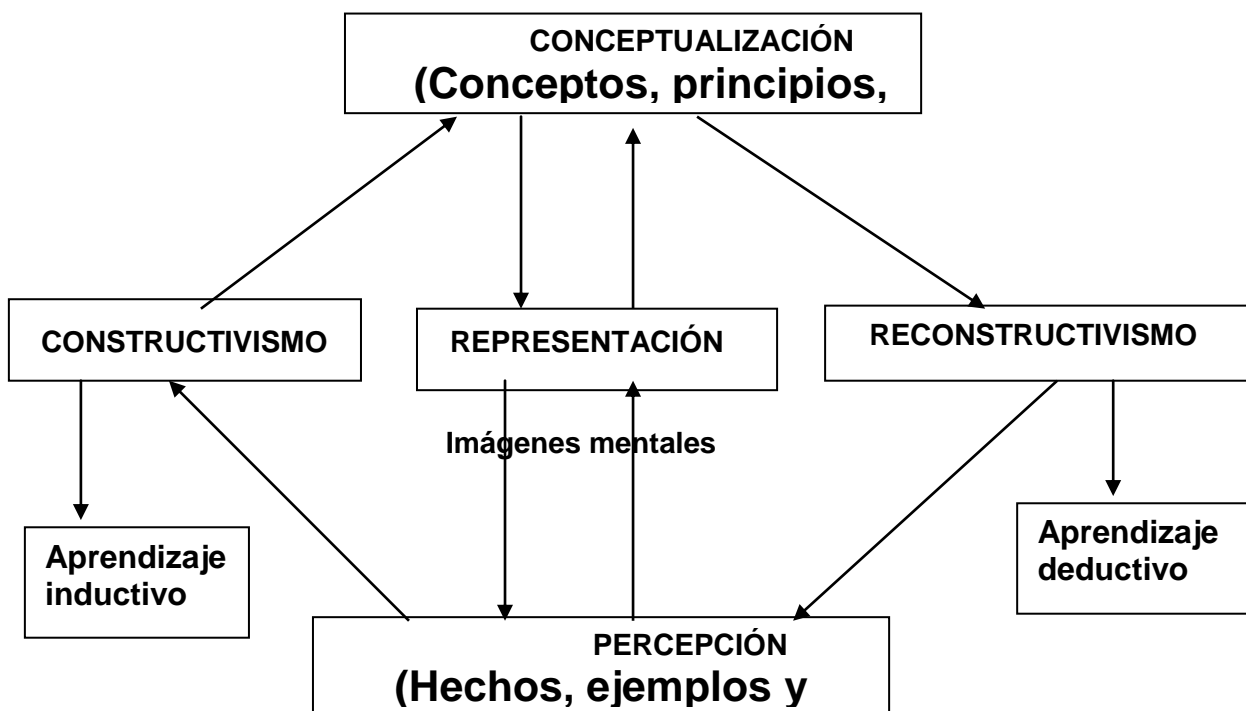 CONCEPTUALIZACIÓN
(Conceptos, principios,
CONSTRUCTIVISMO
REPRESENTACIÓN
RECONSTRUCTIVISMO
Imágenes mentales
Aprendizaje
inductivo
Aprendizaje
deductivo
PERCEPCIÓN
(Hechos, ejemplos y